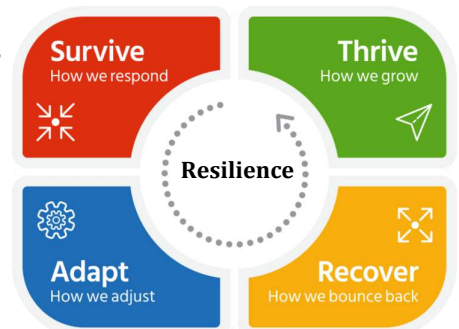 Survive
How we respond
Thrive
How we grow
Resilience
Adapt
How we adjust
Recover
How we bounce back